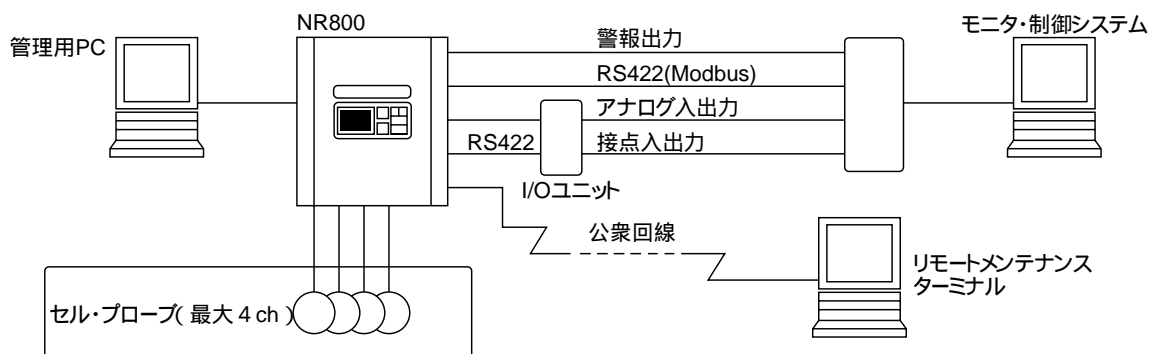 NR800
管理用PC
警報出力
モニタ・制御システム
RS422(Modbus)
アナログ入出力
RS422
接点入出力
I/Oユニット
公衆回線
リモートメンテナンス
ターミナル
セル・プローブ(最大4ch)